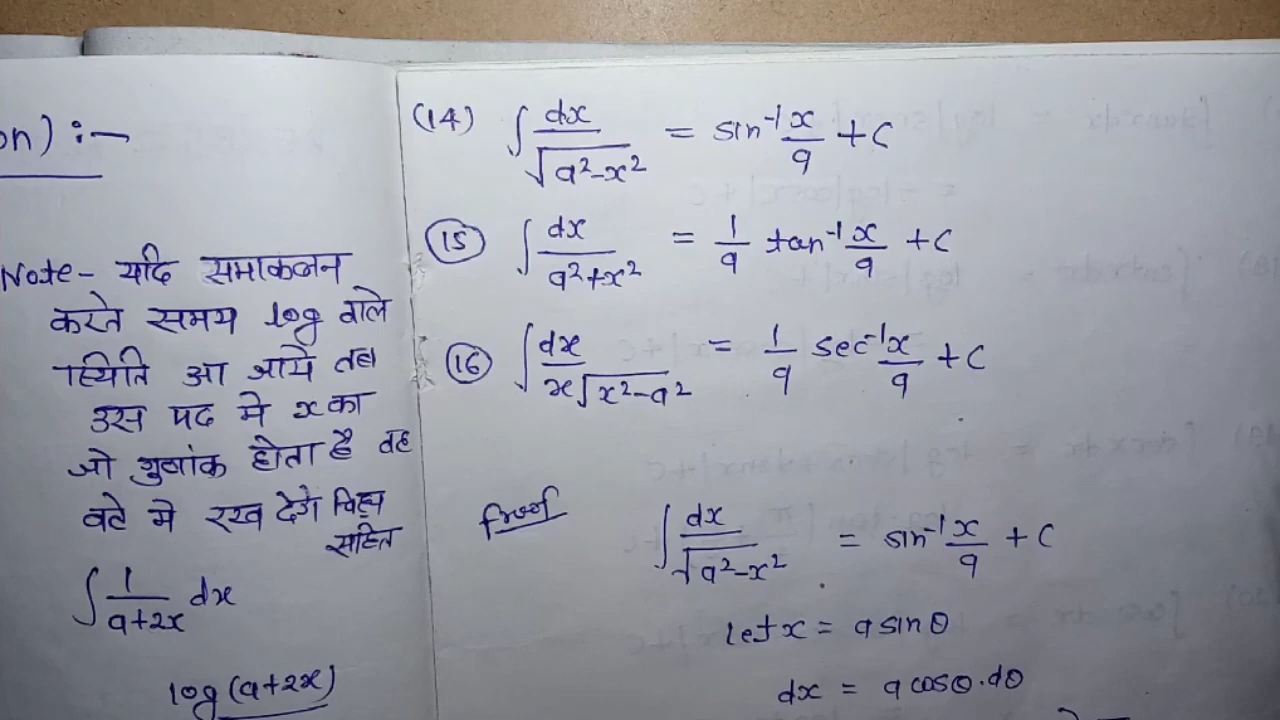 on) :-
Note- यदि समाकलन
करते समय log वाले
स्थिति आ जाये तब
उस पद मे x का
जो गुणांक होता है वह
बटे मे रख देगे चिह्न
सहित
∫ 1/(a+2x) dx
log (a+2x)
(14) ∫ dx/√(a²-x²) = sin⁻¹ x/a + c
(15) ∫ dx/(a²+x²) = 1/a tan⁻¹ x/a + c
(16) ∫ dx/(x√(x²-a²)) = 1/a sec⁻¹ x/a + c
∫ dx/√(a²-x²) = sin⁻¹ x/a + c
let x = a sinθ
dx = a cosθ.dθ